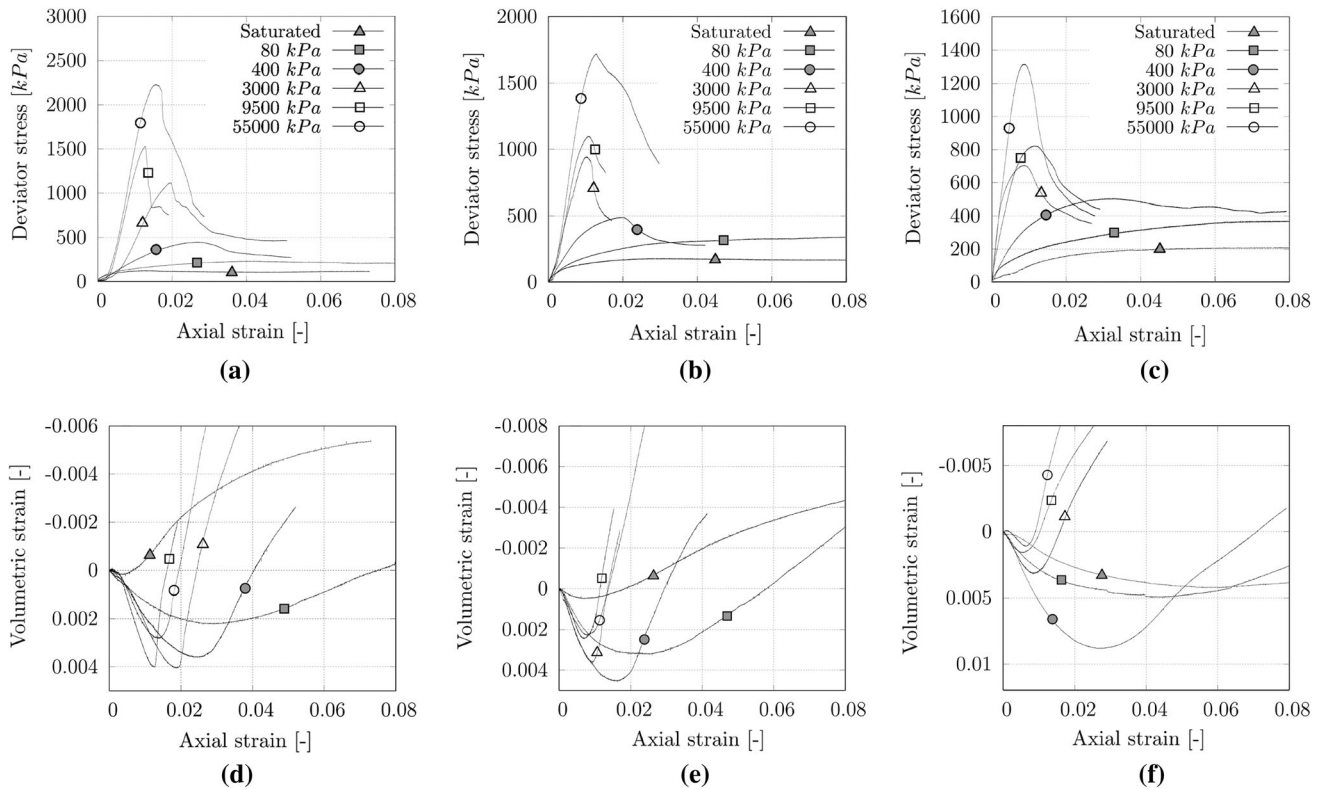 Deviator stress [kPa]
3000
2500
2000
1500
1000
500
0
Saturated
80 kPa
400 kPa
3000 kPa
9500 kPa
55000 kPa
0 0.02 0.04 0.06 0.08
Axial strain [-]
(a)
Deviator stress [kPa]
2000
1500
1000
500
0
Saturated
80 kPa
400 kPa
3000 kPa
9500 kPa
55000 kPa
0 0.02 0.04 0.06 0.08
Axial strain [-]
(b)
Deviator stress [kPa]
1600
1400
1200
1000
800
600
400
200
0
Saturated
80 kPa
400 kPa
3000 kPa
9500 kPa
55000 kPa
0 0.02 0.04 0.06 0.08
Axial strain [-]
(c)
Volumetric strain [-]
-0.006
-0.004
-0.002
0
0.002
0.004
0 0.02 0.04 0.06 0.08
Axial strain [-]
(d)
Volumetric strain [-]
-0.008
-0.006
-0.004
-0.002
0
0.002
0.004
0 0.02 0.04 0.06 0.08
Axial strain [-]
(e)
Volumetric strain [-]
-0.005
0
0.005
0.01
0 0.02 0.04 0.06 0.08
Axial strain [-]
(f)